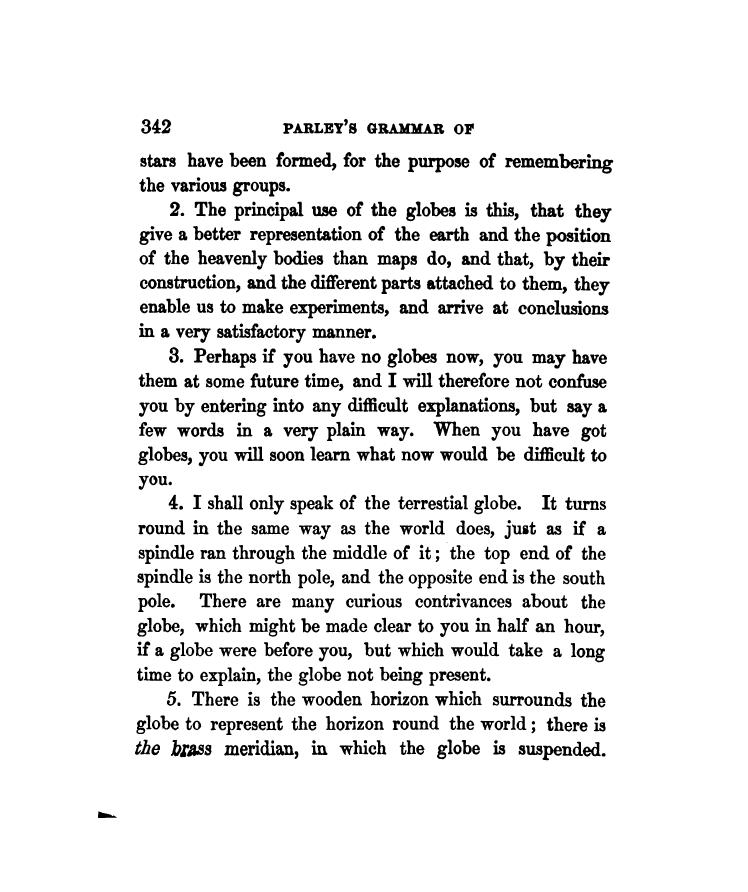 342 PARLEY'S GRAMMAR OF
stars have been formed, for the purpose of remembering
the various groups.
2. The principal use of the globes is this, that they
give a better representation of the earth and the position
of the heavenly bodies than maps do, and that, by their
construction, and the different parts attached to them, they
enable us to make experiments, and arrive at conclusions
in a very satisfactory manner.
3. Perhaps if you have no globes now, you may have
them at some future time, and I will therefore not confuse
you by entering into any difficult explanations, but say a
few words in a very plain way. When you have got
globes, you will soon learn what now would be difficult to
you.
4. I shall only speak of the terrestial globe. It turns
round in the same way as the world does, just as if a
spindle ran through the middle of it; the top end of the
spindle is the north pole, and the opposite end is the south
pole. There are many curious contrivances about the
globe, which might be made clear to you in half an hour,
if a globe were before you, but which would take a long
time to explain, the globe not being present.
5. There is the wooden horizon which surrounds the
globe to represent the horizon round the world; there is
the brass meridian, in which the globe is suspended.